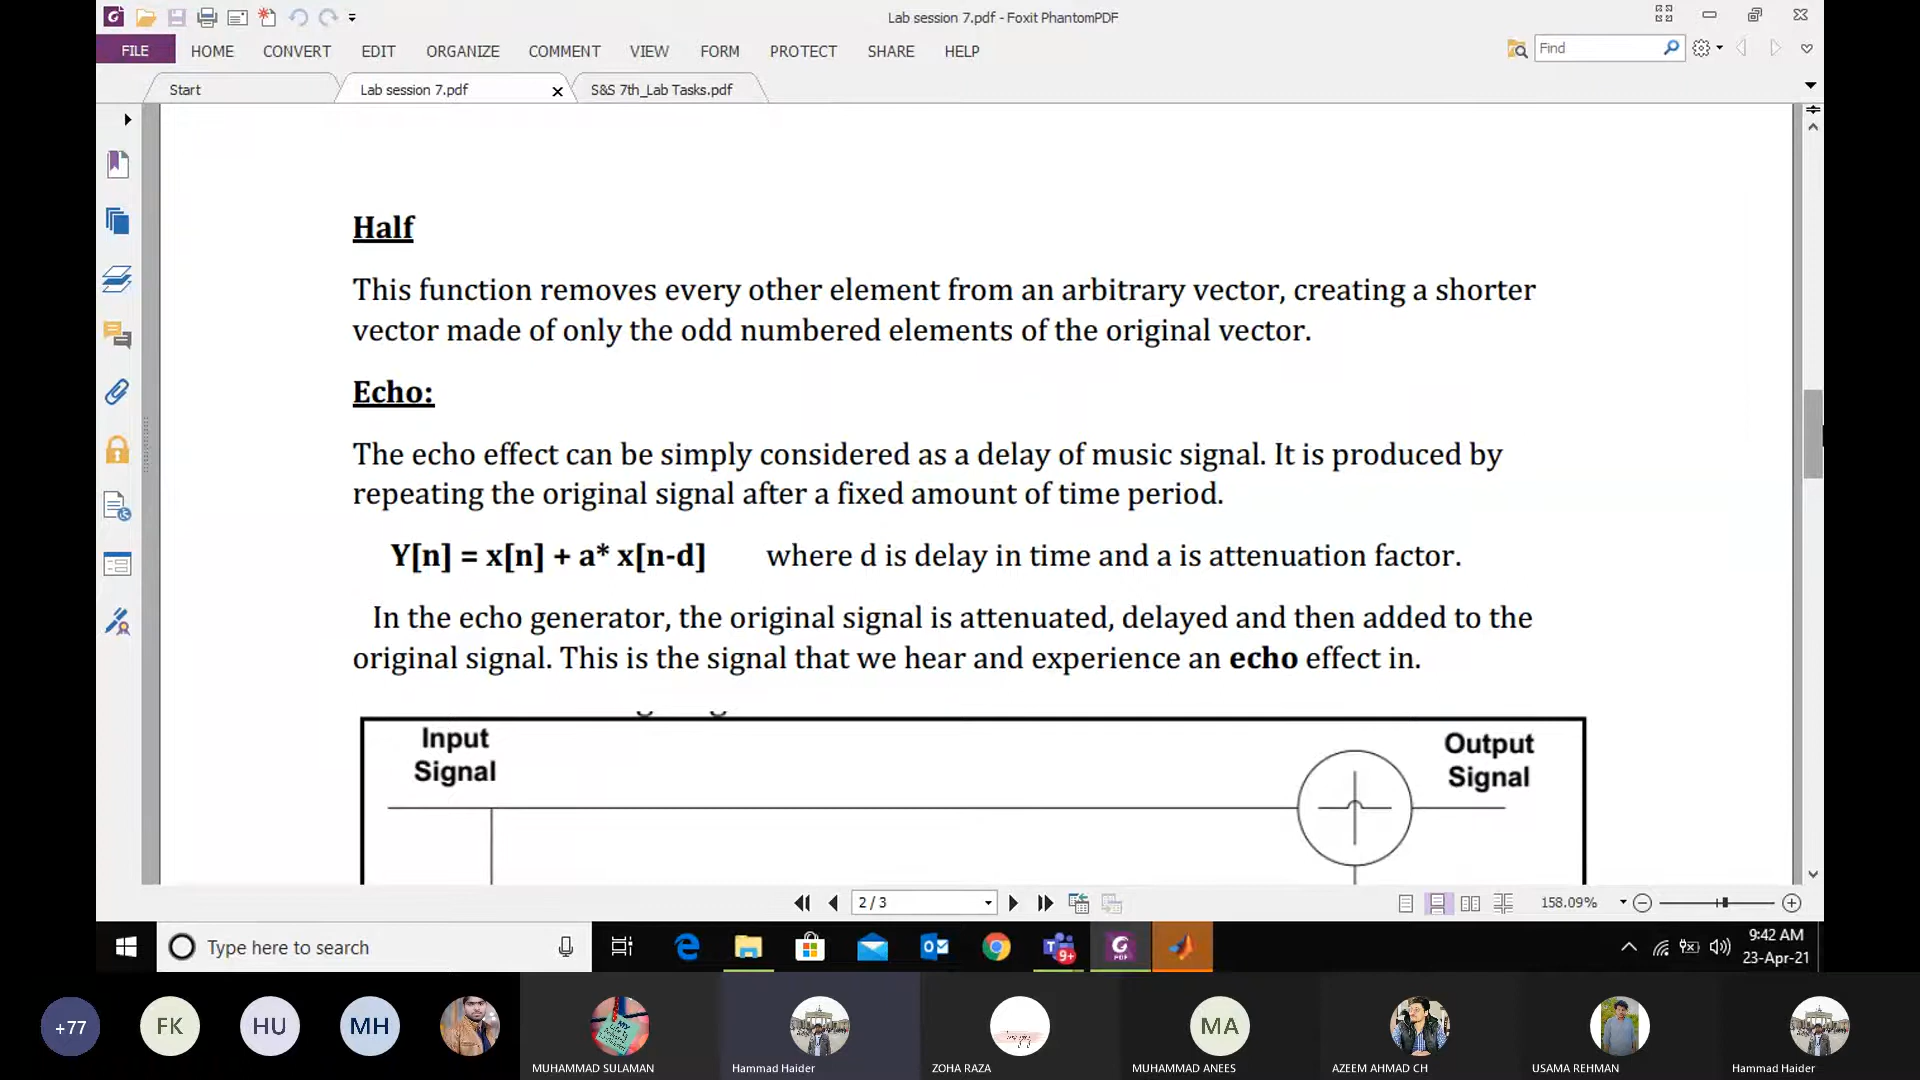 Lab session 7.pdf - Foxit PhantomPDF
FILE HOME CONVERT EDIT ORGANIZE COMMENT VIEW FORM PROTECT SHARE HELP Find
Start Lab session 7.pdf S&S 7th_Lab Tasks.pdf
Half
This function removes every other element from an arbitrary vector, creating a shorter
vector made of only the odd numbered elements of the original vector.
Echo:
The echo effect can be simply considered as a delay of music signal. It is produced by
repeating the original signal after a fixed amount of time period.
Y[n] = x[n] + a* x[n-d] where d is delay in time and a is attenuation factor.
In the echo generator, the original signal is attenuated, delayed and then added to the
original signal. This is the signal that we hear and experience an echo effect in.
Input
Signal
Output
Signal
2 / 3 158.09%
Type here to search
9+
PDF
9:42 AM
23-Apr-21
+77 FK HU MH MA
MUHAMMAD SULAMAN Hammad Haider ZOHA RAZA MUHAMMAD ANEES AZEEM AHMAD CH USAMA REHMAN Hammad Haider